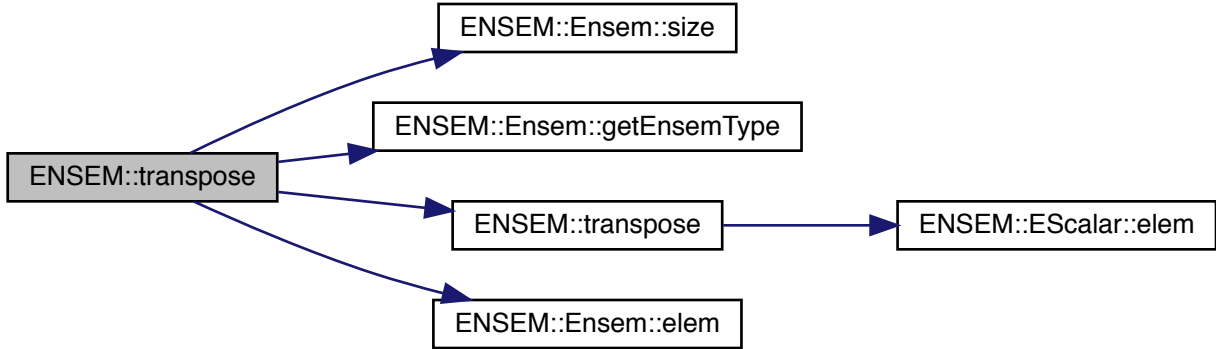 ENSEM::Ensem::size
ENSEM::Ensem::getEnsemType
ENSEM::transpose
ENSEM::transpose
ENSEM::EScalar::elem
ENSEM::Ensem::elem